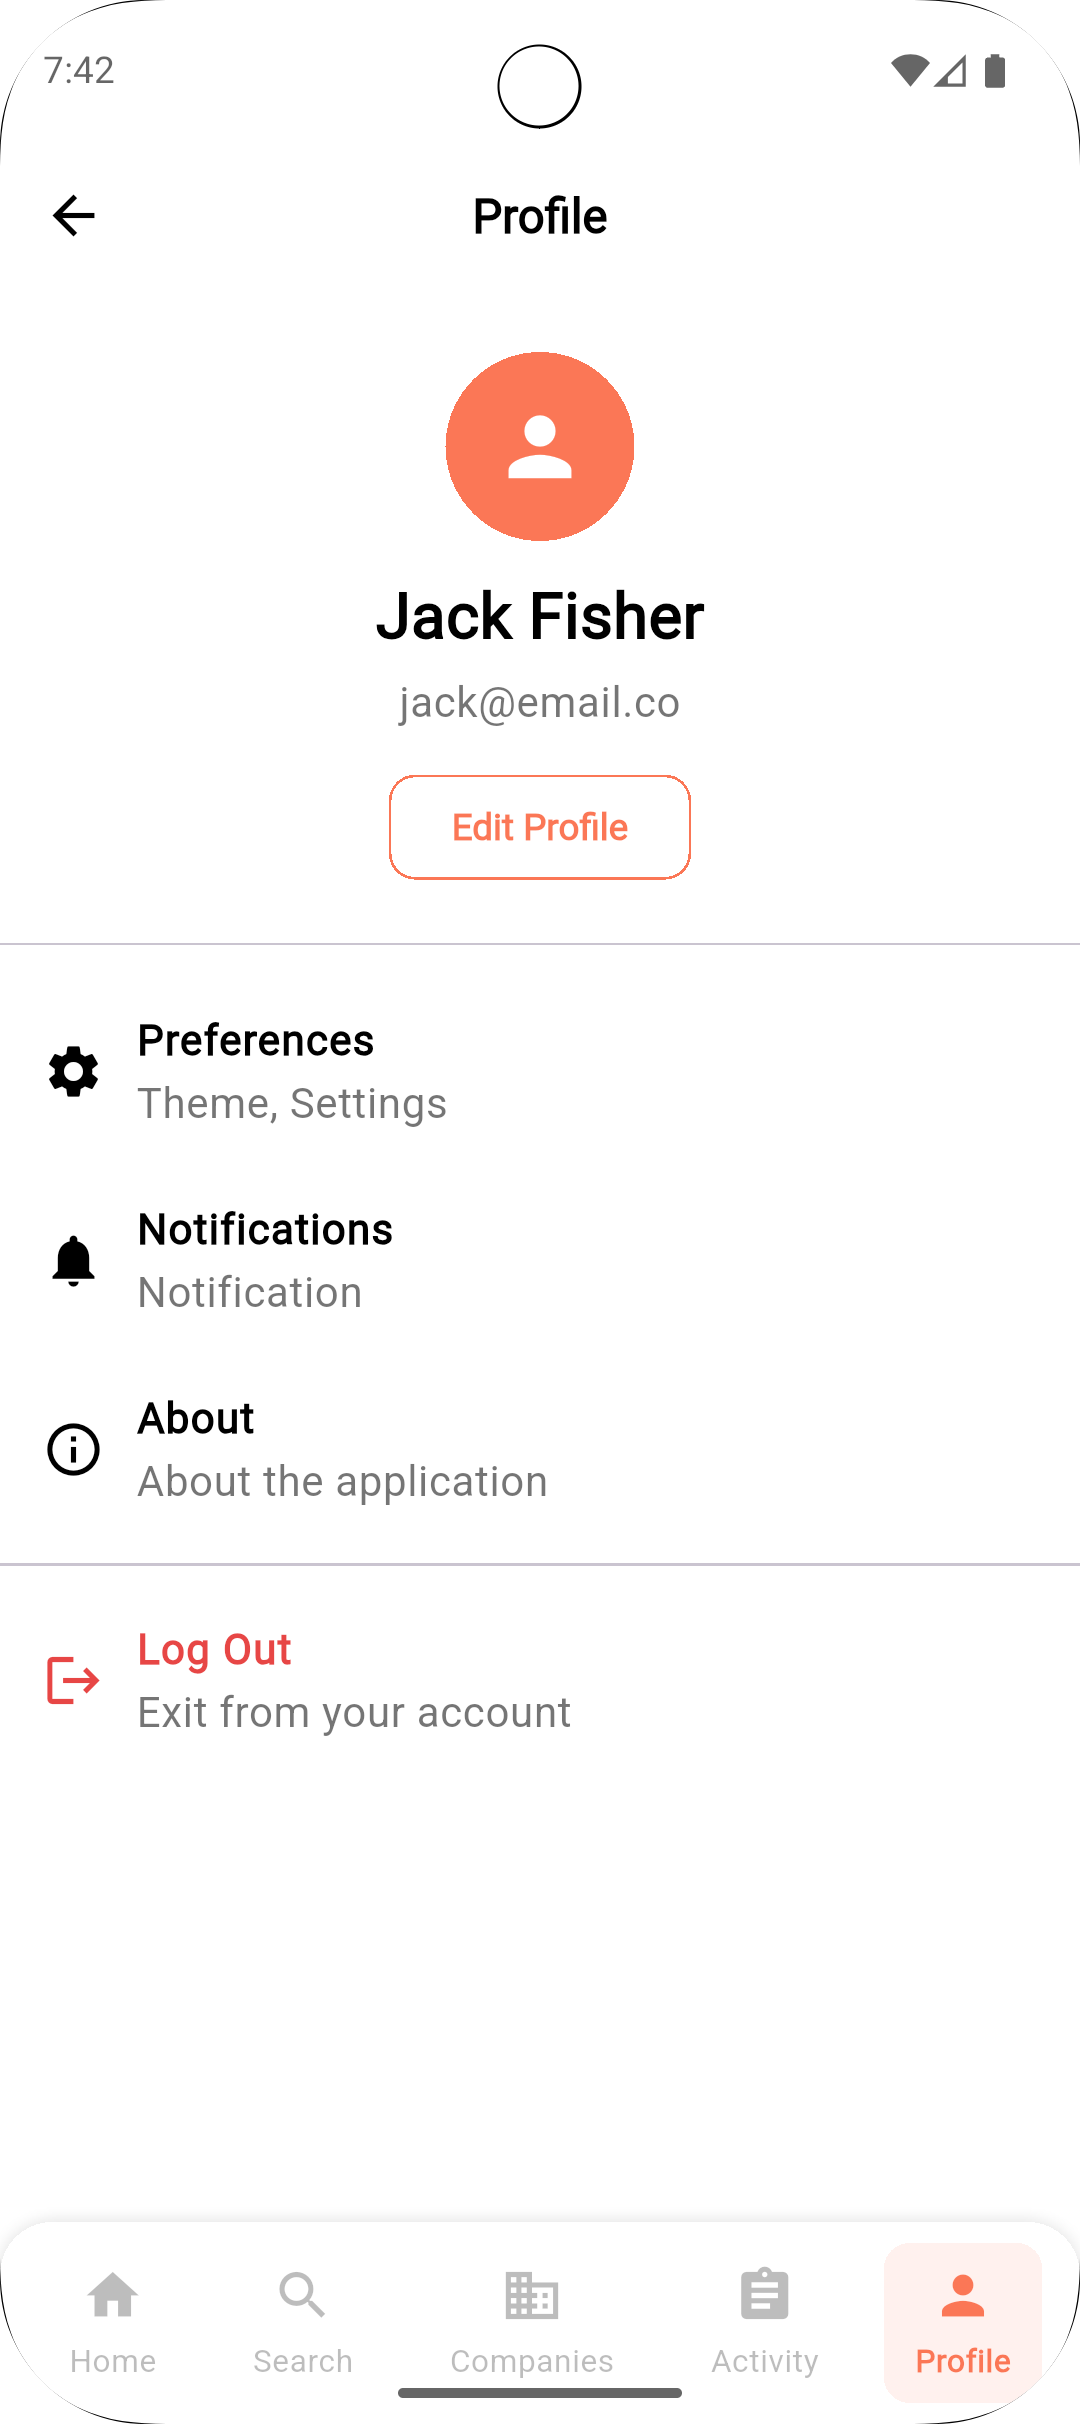 7:42
Profile
Jack Fisher
jack@email.co
Edit Profile
Preferences
Theme, Settings
Notifications
Notification
About
About the application
Log Out
Exit from your account
Home
Search
Companies
Activity
Profile